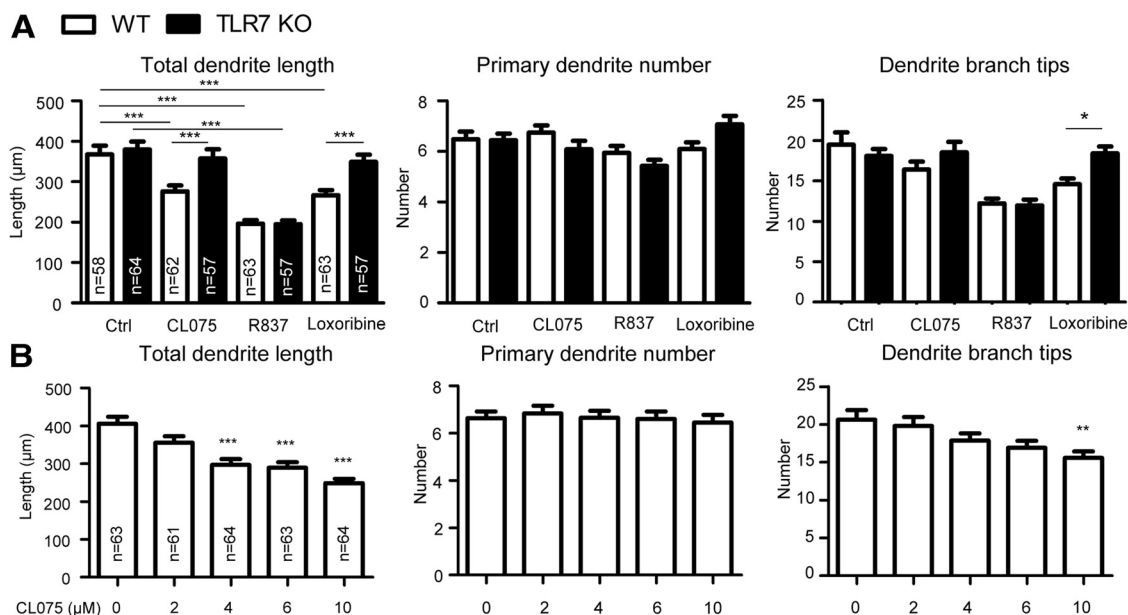 A WT TLR7 KO
Total dendrite length
Primary dendrite number
Dendrite branch tips
***
***
***
***
***
***
*
Length (µm)
500
400
300
200
100
0
n=58
n=64
n=62
n=57
n=63
n=57
n=63
n=57
Ctrl CL075 R837 Loxoribine
Number
8
6
4
2
0
Ctrl CL075 R837 Loxoribine
Number
25
20
15
10
5
0
Ctrl CL075 R837 Loxoribine
B
Total dendrite length
Primary dendrite number
Dendrite branch tips
Length (µm)
500
400
300
200
100
0
***
***
***
n=63
n=61
n=64
n=63
n=64
CL075 (µM) 0 2 4 6 10
Number
8
6
4
2
0
0 2 4 6 10
Number
25
20
15
10
5
0
**
0 2 4 6 10